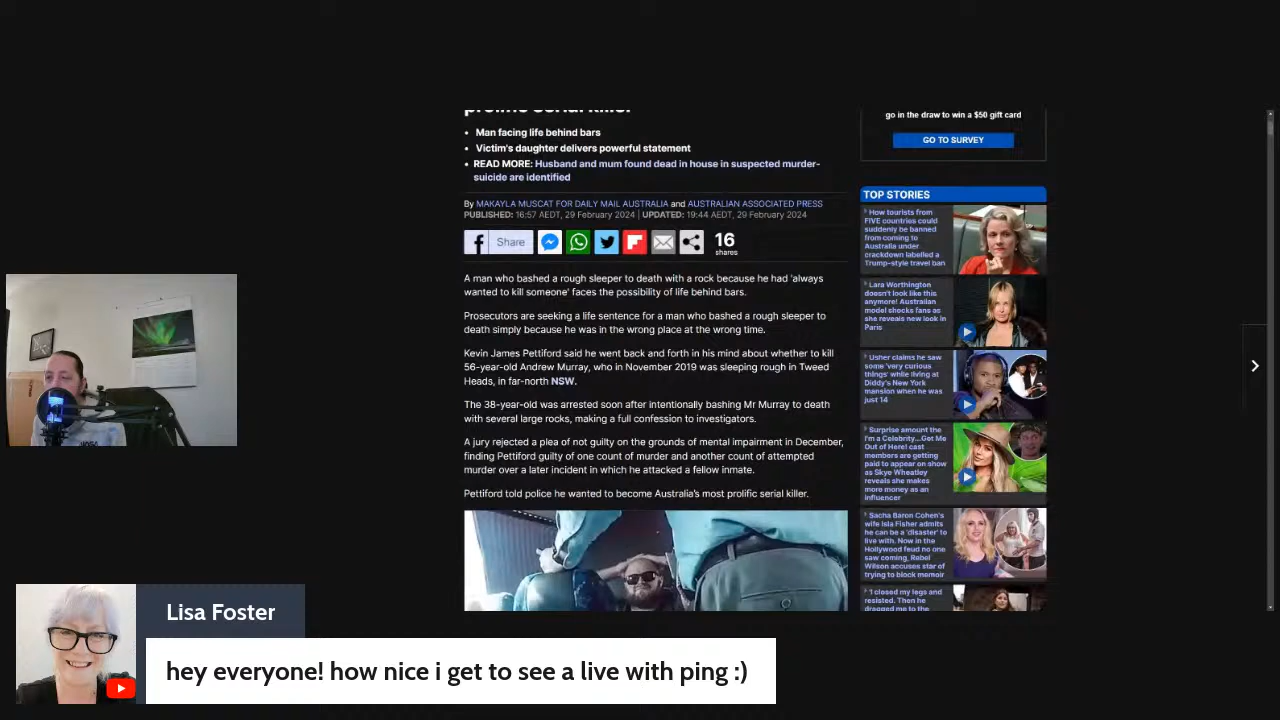 prolific serial killer
Man facing life behind bars
Victim's daughter delivers powerful statement
READ MORE: Husband and mum found dead in house in suspected murder-
suicide are identified
By MAKAYLA MUSCAT FOR DAILY MAIL AUSTRALIA and AUSTRALIAN ASSOCIATED PRESS
PUBLISHED: 16:57 AEDT, 29 February 2024 | UPDATED: 19:44 AEDT, 29 February 2024
Share
16
shares
A man who bashed a rough sleeper to death with a rock because he had 'always
wanted to kill someone' faces the possibility of life behind bars.
Prosecutors are seeking a life sentence for a man who bashed a rough sleeper to
death simply because he was in the wrong place at the wrong time.
Kevin James Pettiford said he went back and forth in his mind about whether to kill
56-year-old Andrew Murray, who in November 2019 was sleeping rough in Tweed
Heads, in far-north NSW.
The 38-year-old was arrested soon after intentionally bashing Mr Murray to death
with several large rocks, making a full confession to investigators.
A jury rejected a plea of not guilty on the grounds of mental impairment in December,
finding Pettiford guilty of one count of murder and another count of attempted
murder over a later incident in which he attacked a fellow inmate.
Pettiford told police he wanted to become Australia's most prolific serial killer.
go in the draw to win a $50 gift card
GO TO SURVEY
TOP STORIES
How tourists from
FIVE countries could
suddenly be banned
from coming to
Australia under
crackdown labelled a
Trump-style travel ban
Lara Worthington
doesn't look like this
anymore! Australian
model shocks fans as
she reveals new look in
Paris
Usher claims he saw
some 'very curious
things' while living at
Diddy's New York
mansion when he was
just 14
Surprise amount the
I'm a Celebrity...Get Me
Out of Here! cast
members are getting
paid to appear on show
as Skye Wheatley
reveals she makes
more money as an
influencer
Sacha Baron Cohen's
wife Isla Fisher admits
he can be a 'disaster' to
live with. Now in the
Hollywood feud no one
saw coming, Rebel
Wilson accuses star of
trying to block memoir
'I closed my legs and
resisted. Then he
dragged me to the
Lisa Foster
hey everyone! how nice i get to see a live with ping :)